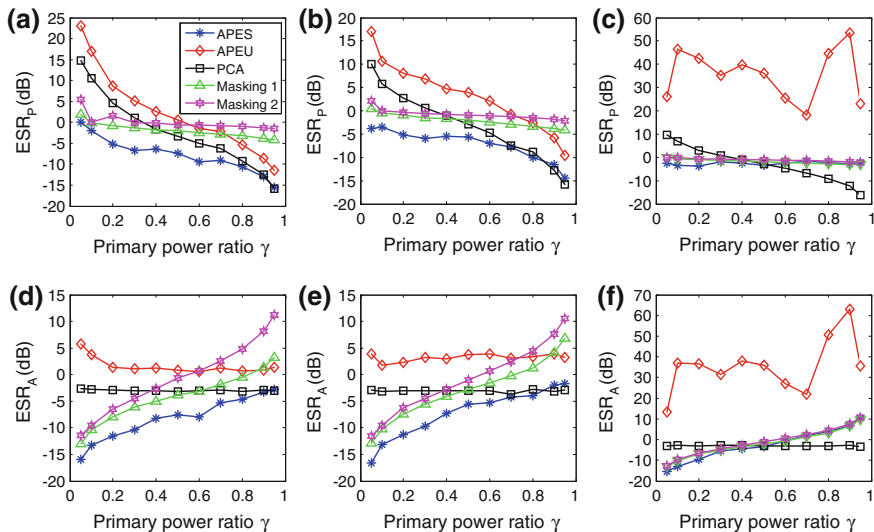 (a)
ESRP (dB)
25
20
15
10
5
0
-5
-10
-15
-20
0 0.2 0.4 0.6 0.8 1
Primary power ratio γ
APES
APEU
PCA
Masking 1
Masking 2
(b)
ESRP (dB)
20
15
10
5
0
-5
-10
-15
-20
0 0.2 0.4 0.6 0.8 1
Primary power ratio γ
(c)
ESRP (dB)
60
50
40
30
20
10
0
-10
-20
0 0.2 0.4 0.6 0.8 1
Primary power ratio γ
(d)
ESRA (dB)
15
10
5
0
-5
-10
-15
-20
0 0.2 0.4 0.6 0.8 1
Primary power ratio γ
(e)
ESRA (dB)
15
10
5
0
-5
-10
-15
-20
0 0.2 0.4 0.6 0.8 1
Primary power ratio γ
(f)
ESRA (dB)
70
60
50
40
30
20
10
0
-10
-20
0 0.2 0.4 0.6 0.8 1
Primary power ratio γ